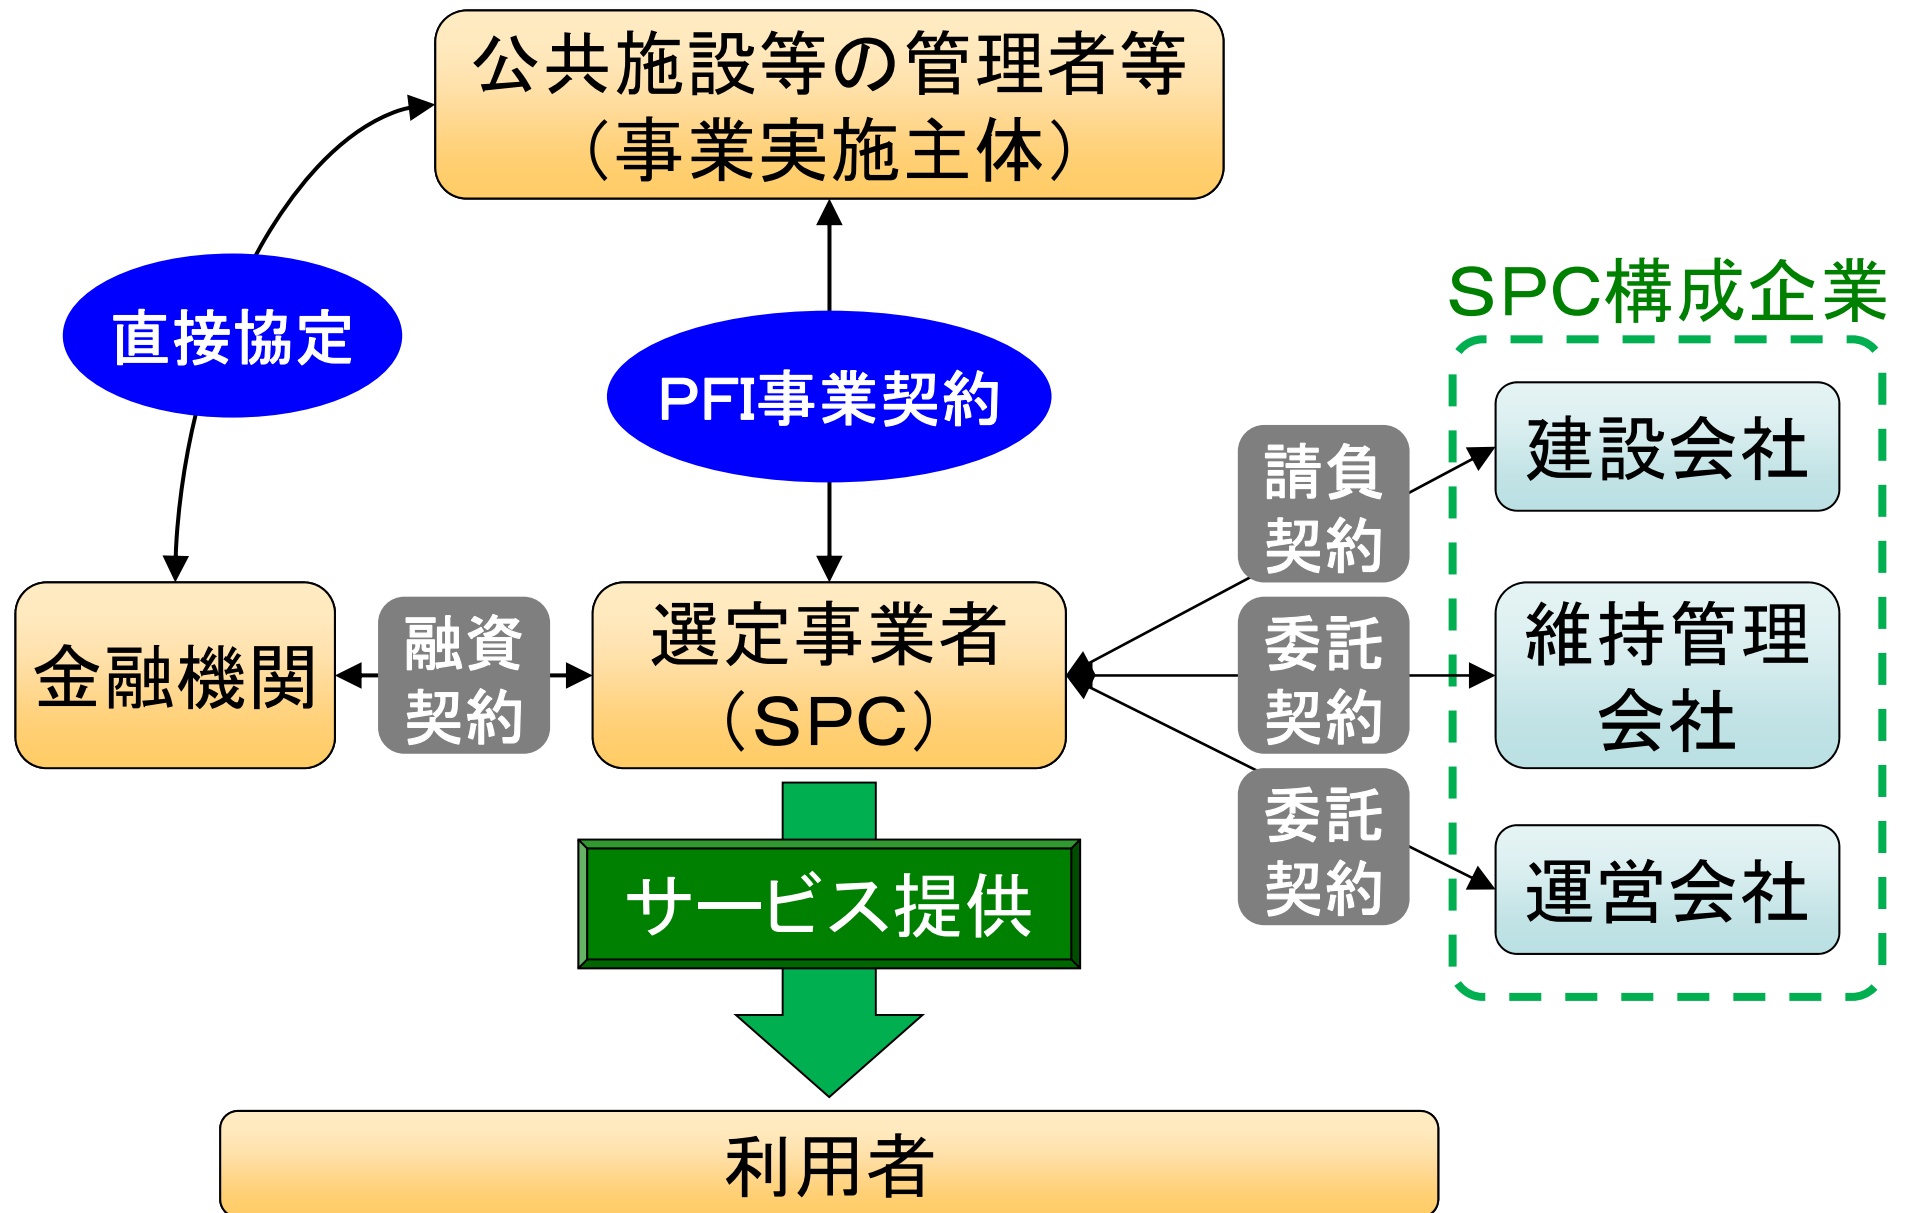 公共施設等の管理者等
（事業実施主体）
直接協定
PFI事業契約
SPC構成企業
請負
契約
建設会社
金融機関
融資
契約
選定事業者
（SPC）
委託
契約
維持管理
会社
委託
契約
運営会社
サービス提供
利用者